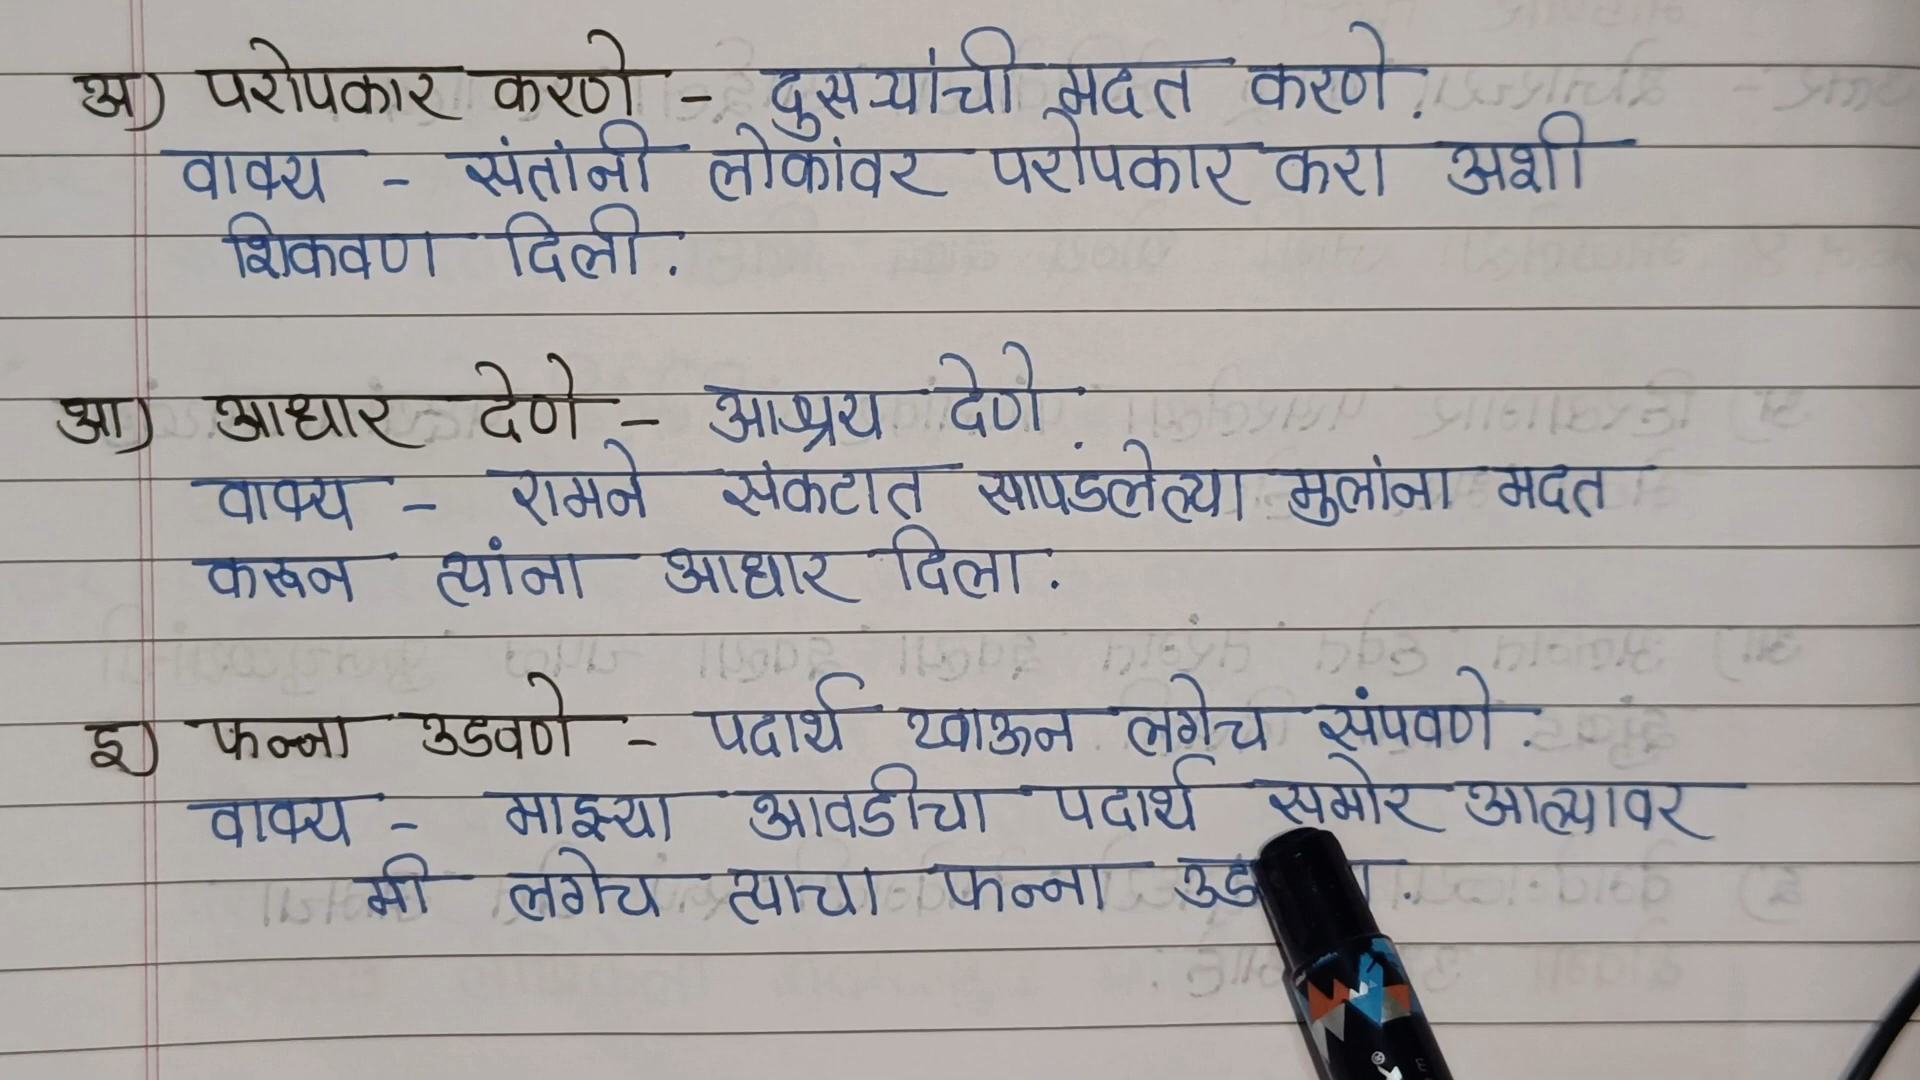 अ) परोपकार करणे - दुसऱ्यांची मदत करणे.
वाक्य - संतांनी लोकांवर परोपकार करा अशी
शिकवण दिली.
आ) आधार देणे - आश्रय देणे.
वाक्य - रामने संकटात सापडलेल्या मुलांना मदत
करून त्यांना आधार दिला.
इ) फन्ना उडवणे - पदार्थ खाऊन लगेच संपवणे.
वाक्य - माझ्या आवडीचा पदार्थ समोर आल्यावर
मी लगेच त्याचा फन्ना